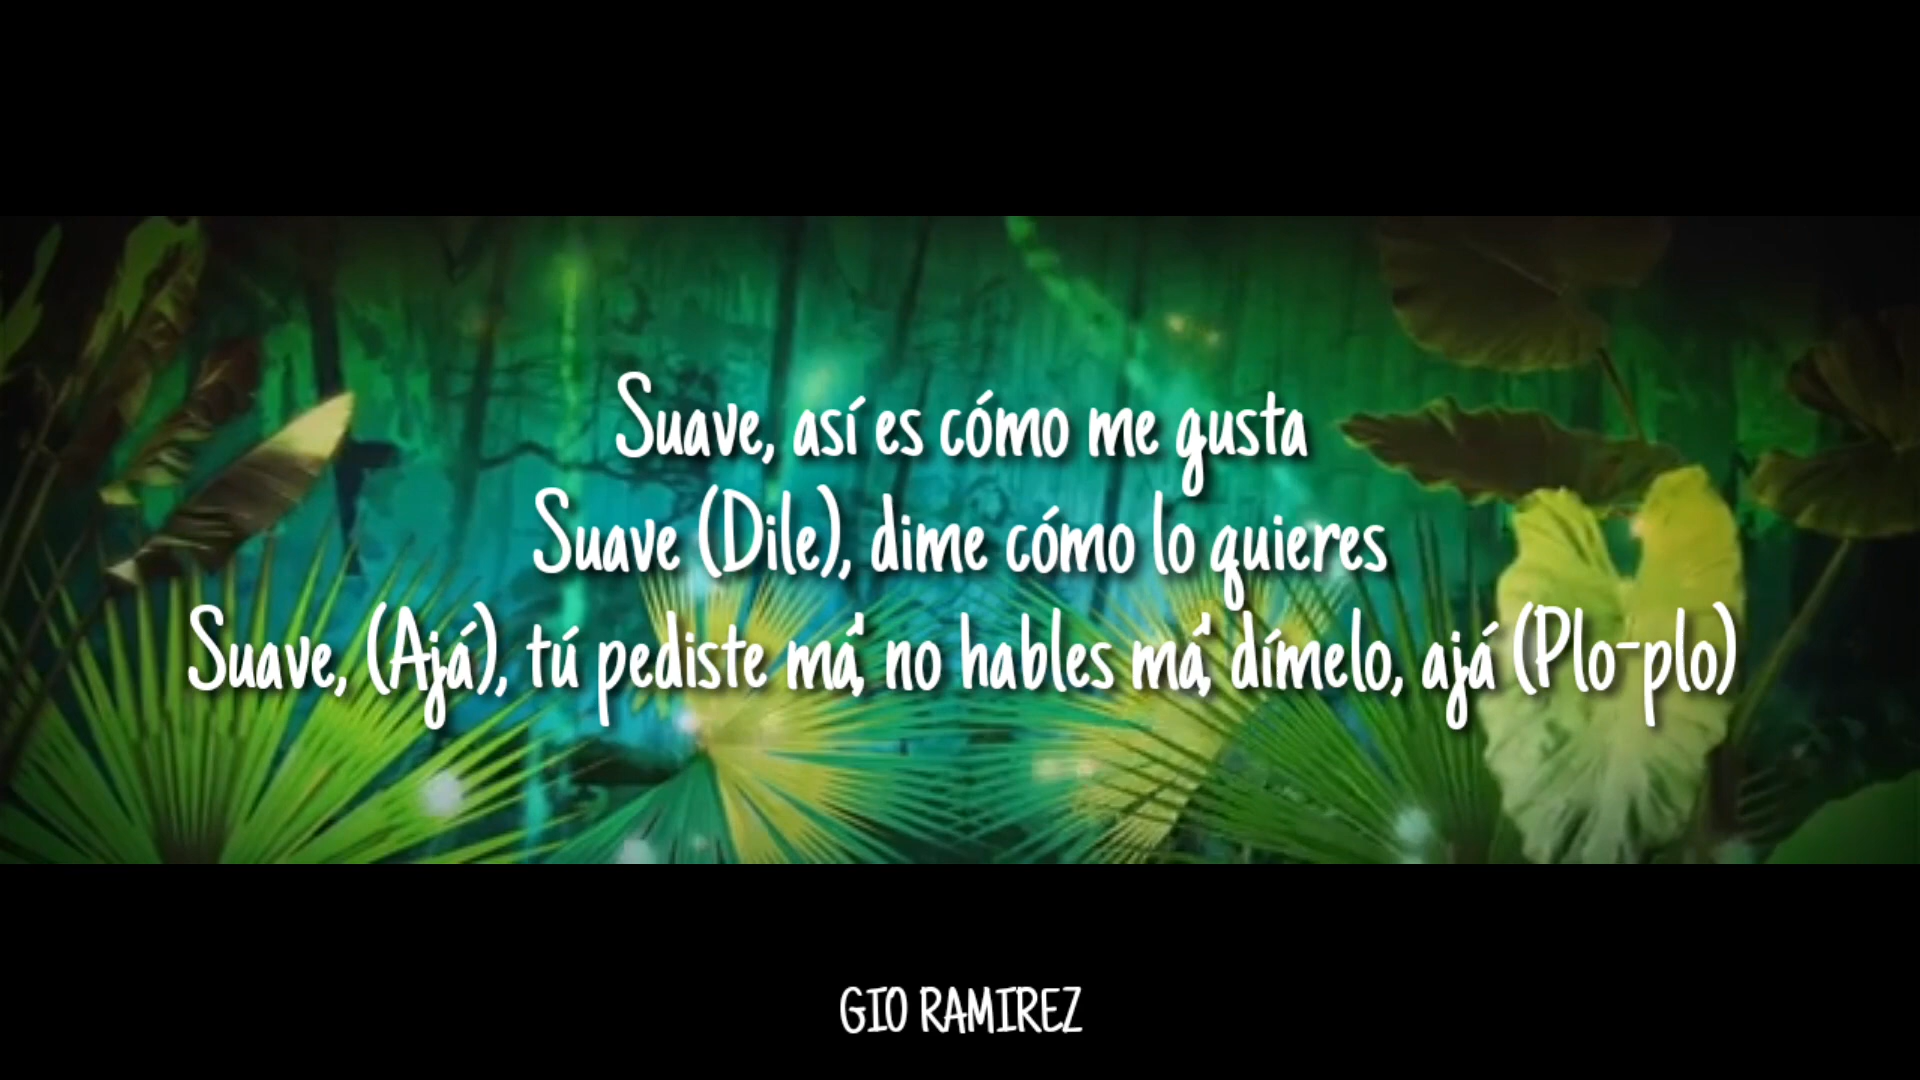 Suave, así es cómo me gusta
Suave (Dile), dime cómo lo quieres
Suave, (Ajá), tú pediste má', no hables má', dímelo, ajá (Plo-plo)
GIO RAMIREZ